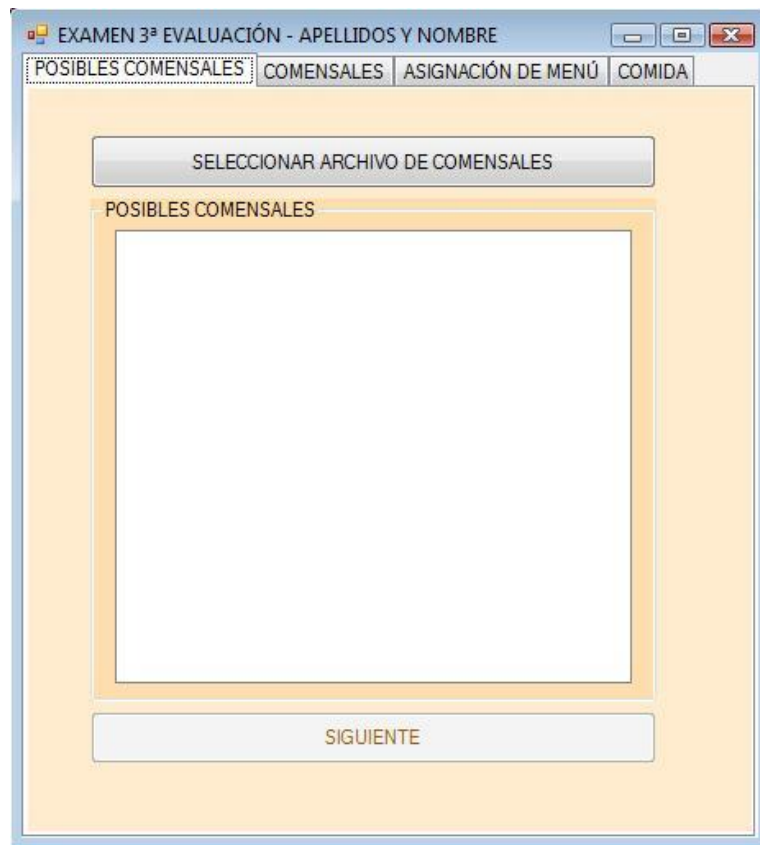 EXAMEN 3ª EVALUACIÓN - APELLIDOS Y NOMBRE
POSIBLES COMENSALES COMENSALES ASIGNACIÓN DE MENÚ COMIDA
SELECCIONAR ARCHIVO DE COMENSALES
POSIBLES COMENSALES
SIGUIENTE